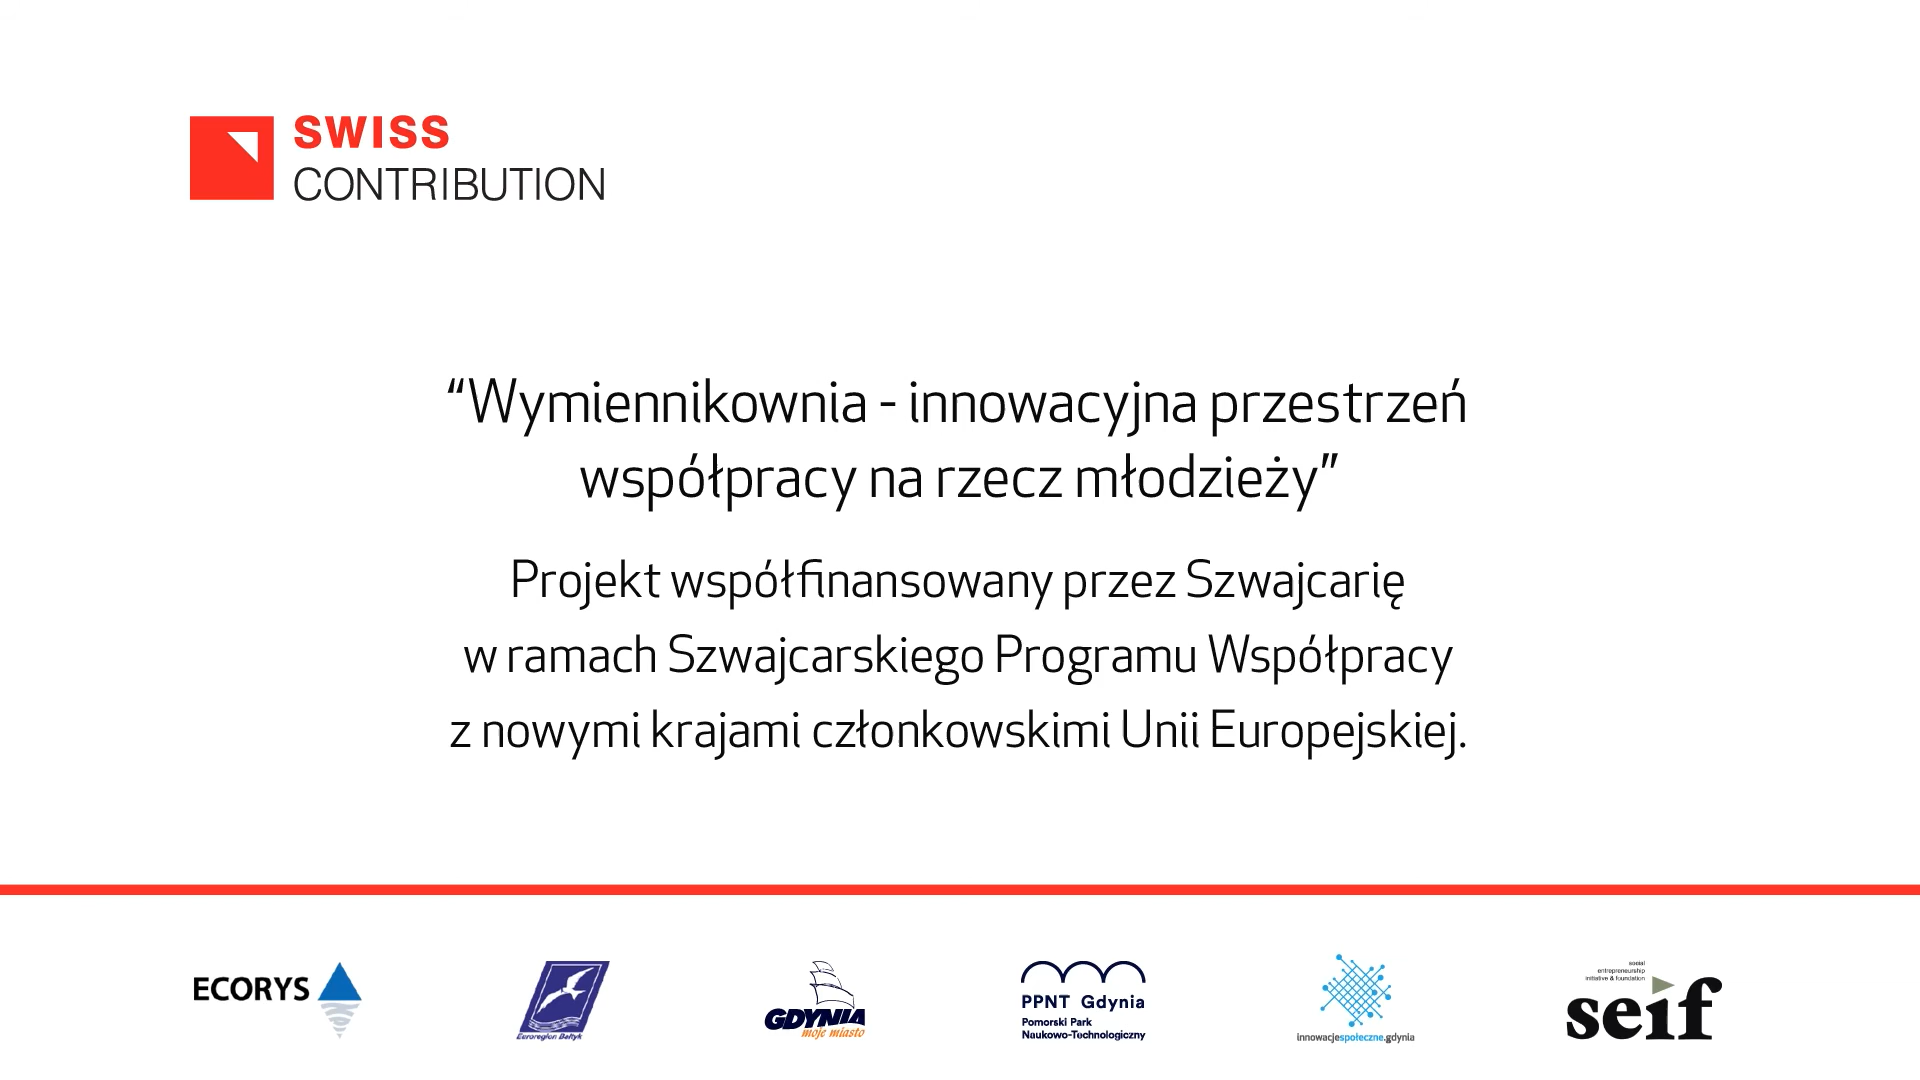 SWISS
CONTRIBUTION
“Wymiennikownia - innowacyjna przestrzeń
współpracy na rzecz młodzieży”
Projekt współfinansowany przez Szwajcarię
w ramach Szwajcarskiego Programu Współpracy
z nowymi krajami członkowskimi Unii Europejskiej.
ECORYS
Euroregion Bałtyk
GDYNIA
moje miasto
PPNT Gdynia
Pomorski Park
Naukowo-Technologiczny
innowacjespołeczne.gdynia
social
entrepreneurship
initiative & foundation
seif